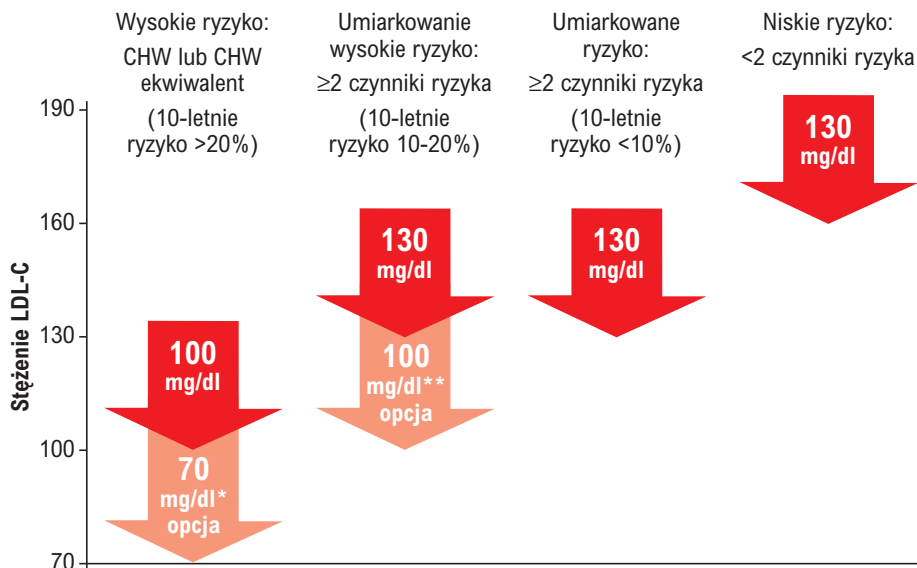 Wysokie ryzyko:
CHW lub CHW
ekwiwalent
(10-letnie
ryzyko >20%)
Umiarkowanie
wysokie ryzyko:
≥2 czynniki ryzyka
(10-letnie
ryzyko 10-20%)
Umiarkowane
ryzyko:
≥2 czynniki ryzyka
(10-letnie
ryzyko <10%)
Niskie ryzyko:
<2 czynniki ryzyka
Stężenie LDL-C
190
160
130
100
70
100
mg/dl
70
mg/dl*
opcja
130
mg/dl
100
mg/dl**
opcja
130
mg/dl
130
mg/dl